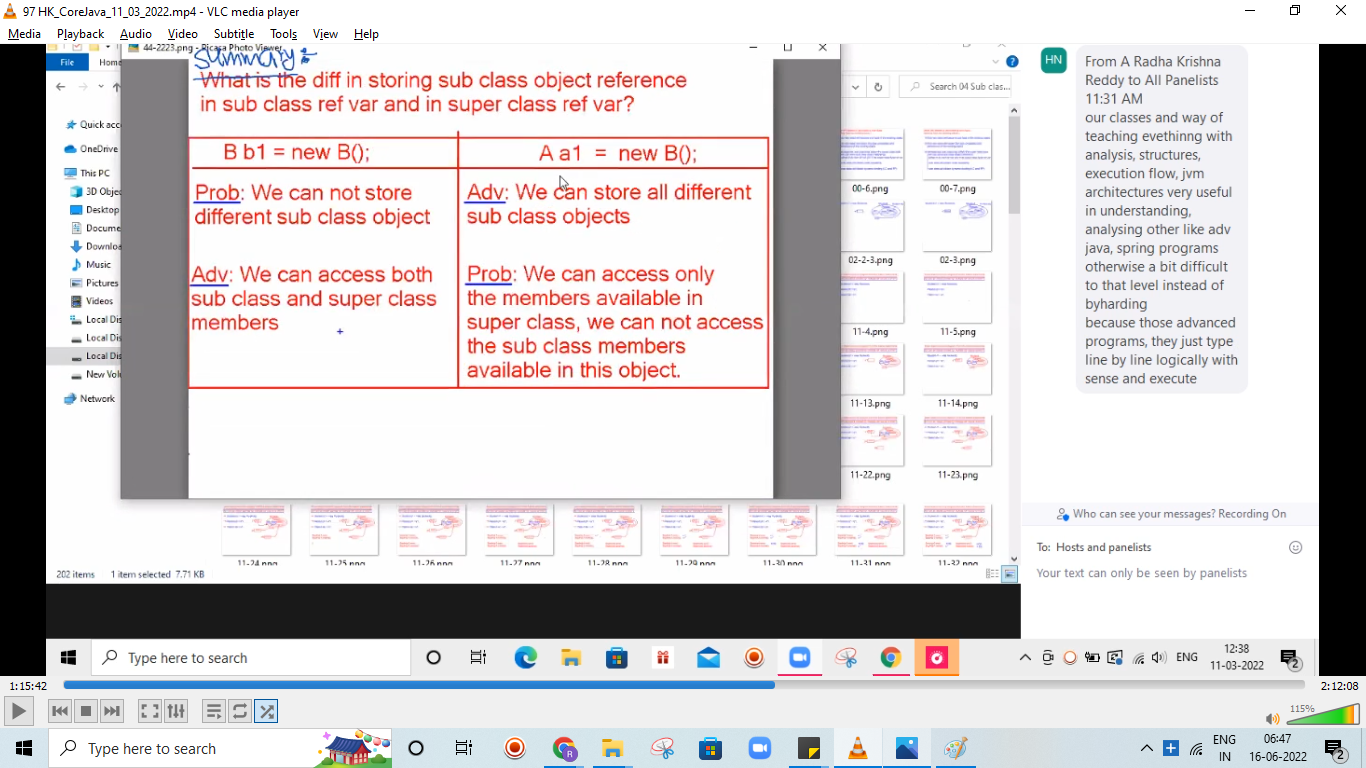 97 HK_CoreJava_11_03_2022.mp4 - VLC media player
Media Playback Audio Video Subtitle Tools View Help
44-2223.png - Picasa Photo Viewer
File Home
Summary
What is the diff in storing sub class object reference
in sub class ref var and in super class ref var?
B b1 = new B();
Prob: We can not store
different sub class object
Adv: We can access both
sub class and super class
members
A a1 = new B();
Adv: We can store all different
sub class objects
Prob: We can access only
the members available in
super class, we can not access
the sub class members
available in this object.
Search 04 Sub clas...
Quick acc
OneDrive
This PC
3D Objec
Desktop
Docume
Downloa
Music
Pictures
Videos
Local Dis
Local Dis
Local Dis
New Volu
Network
00-6.png 00-7.png
02-2-3.png 02-3.png
11-4.png 11-5.png
11-13.png 11-14.png
11-22.png 11-23.png
11-24.png 11-25.png 11-26.png 11-27.png 11-28.png 11-29.png 11-30.png 11-31.png 11-32.png
202 items 1 item selected 7.71 KB
HN
From A Radha Krishna
Reddy to All Panelists
11:31 AM
our classes and way of
teaching evethinng with
analysis, structures,
execution flow, jvm
architectures very useful
in understanding,
analysing other like adv
java, spring programs
otherwise a bit difficult
to that level instead of
byharding
because those advanced
programs, they just type
line by line logically with
sense and execute
Who can see your messages? Recording On
To: Hosts and panelists
Your text can only be seen by panelists
Type here to search
ENG
12:38
11-03-2022
2
1:15:42
2:12:08
115%
Type here to search
R
ENG
IN
06:47
16-06-2022
2